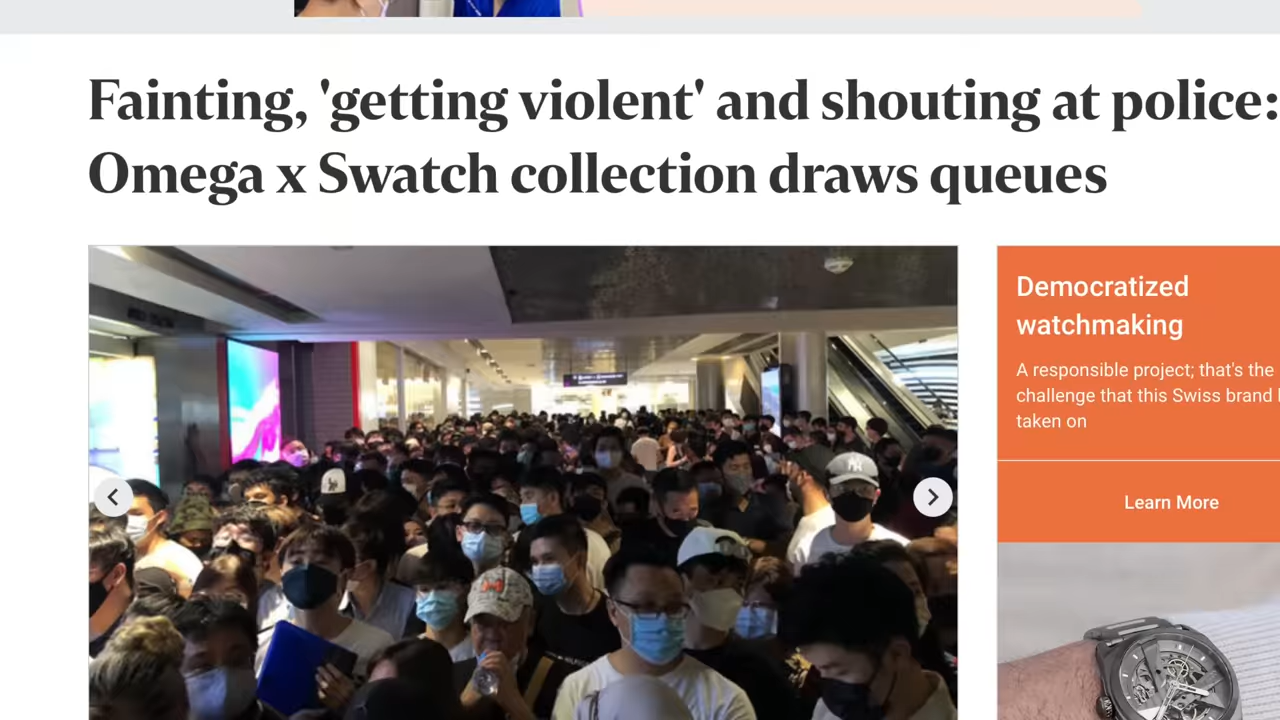 Fainting, 'getting violent' and shouting at police:
Omega x Swatch collection draws queues
Democratized
watchmaking
A responsible project; that's the
challenge that this Swiss brand
taken on
Learn More